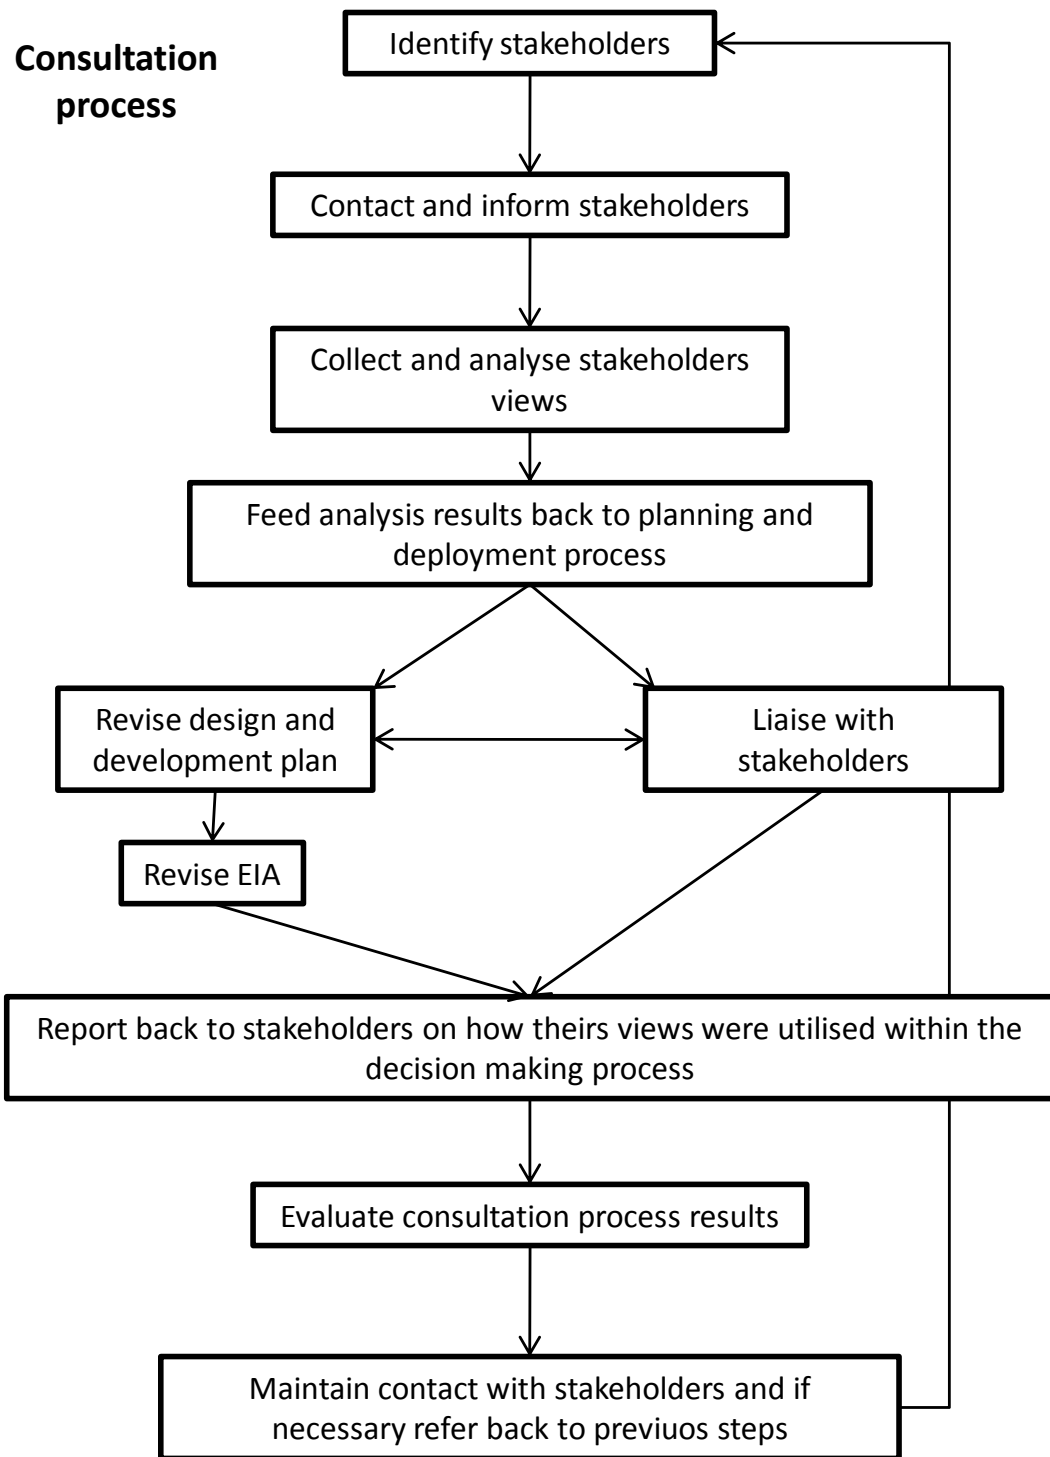 Consultation
process
Identify stakeholders
Contact and inform stakeholders
Collect and analyse stakeholders
views
Feed analysis results back to planning and
deployment process
Revise design and
development plan
Liaise with
stakeholders
Revise EIA
Report back to stakeholders on how theirs views were utilised within the
decision making process
Evaluate consultation process results
Maintain contact with stakeholders and if
necessary refer back to previuos steps